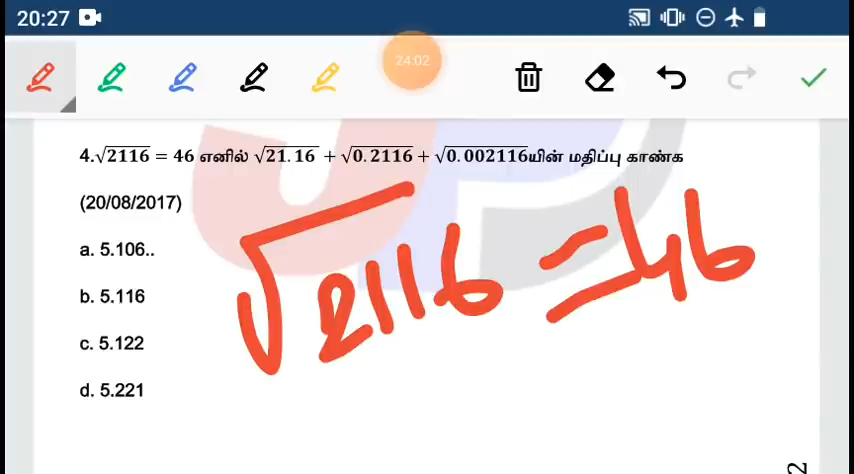 20:27
24:02
4.√2116 = 46 எனில் √21.16 + √0.2116 + √0.002116யின் மதிப்பு காண்க
(20/08/2017)
a. 5.106..
b. 5.116
c. 5.122
d. 5.221
√2116 = 46
2